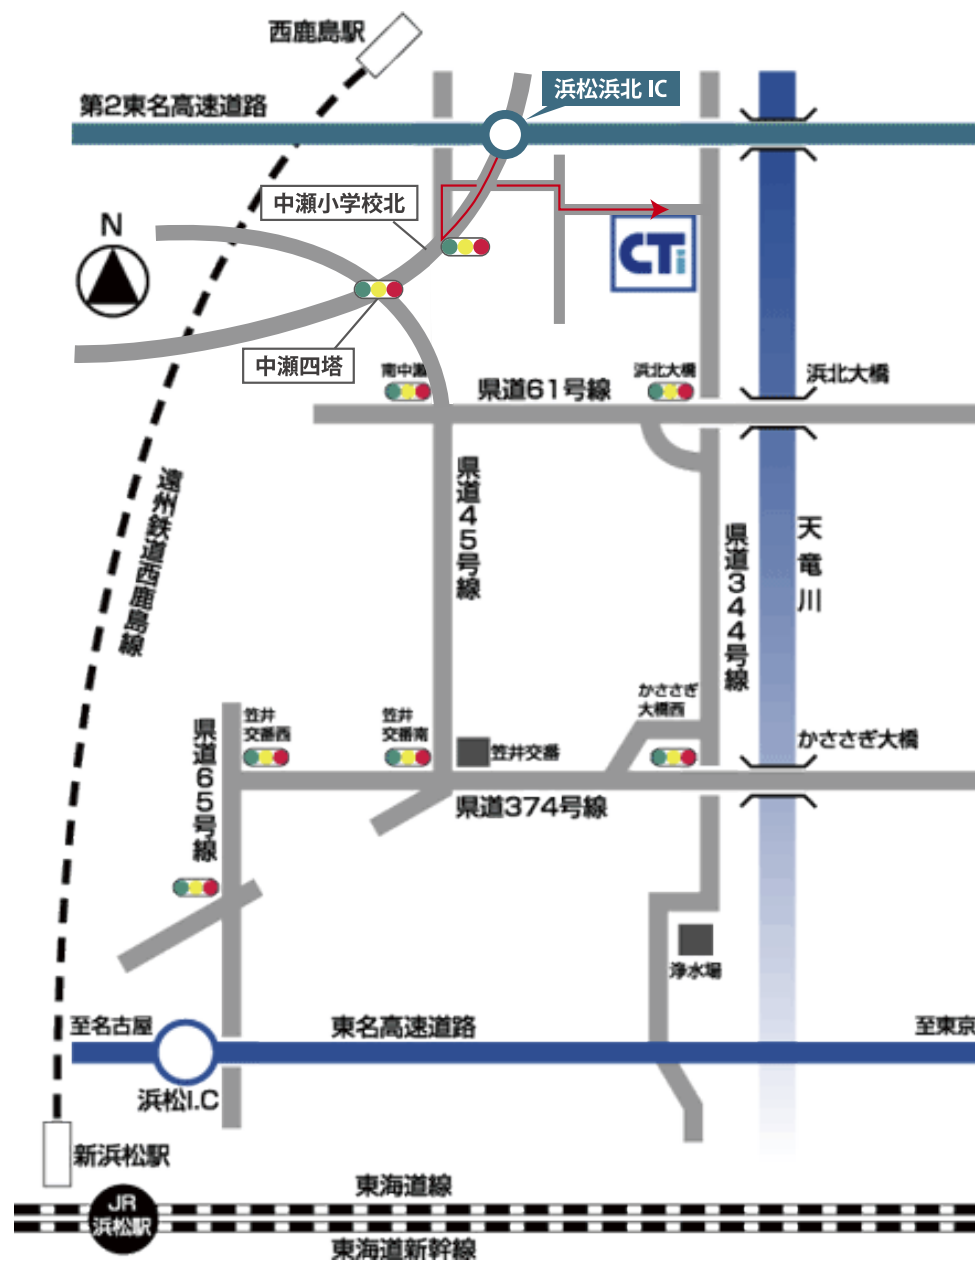 西鹿島駅
浜松浜北 IC
第2東名高速道路
中瀬小学校北
N
CTi
中瀬四塔
南中瀬
浜北大橋
浜北大橋
県道61号線
遠州鉄道西鹿島線
県道45号線
県道344号線
天竜川
かささぎ
大橋西
笠井
交番西
笠井
交番南
県道65号線
笠井交番
かささぎ大橋
県道374号線
浄水場
至名古屋
東名高速道路
至東京
浜松I.C
新浜松駅
東海道線
JR
浜松駅
東海道新幹線